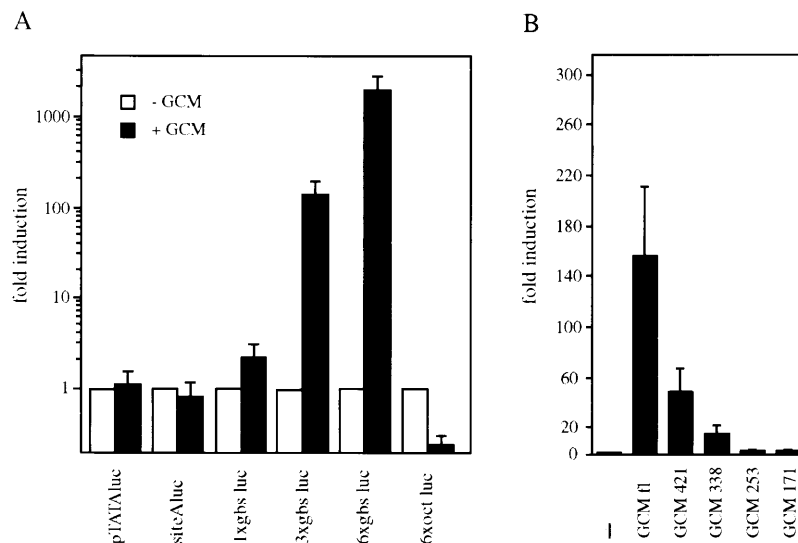 A
- GCM
+ GCM
1000
100
10
1
fold induction
pTATAluc
siteAluc
1xgbs luc
3xgbs luc
6xgbs luc
6xoct luc
B
300
260
220
180
140
100
60
20
0
fold induction
–
GCM fl
GCM 421
GCM 338
GCM 253
GCM 171